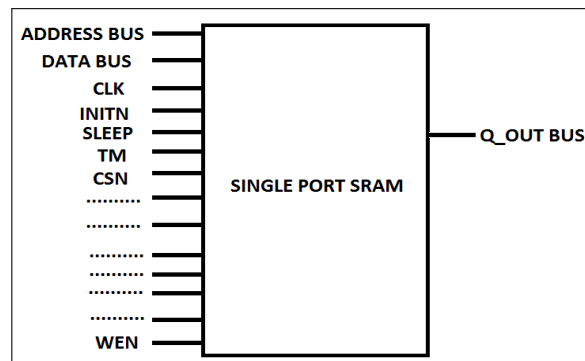 ADDRESS BUS
DATA BUS
CLK
INITN
SLEEP
TM
CSN
..........
..........
..........
..........
..........
..........
WEN
SINGLE PORT SRAM
Q_OUT BUS